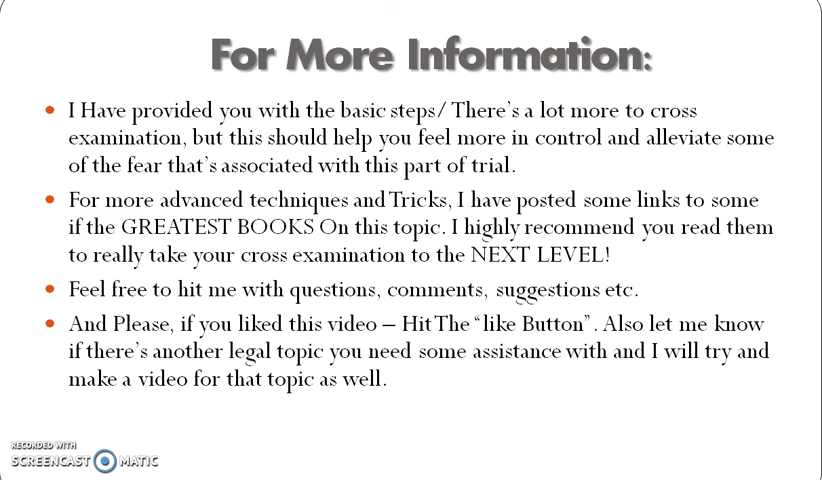 For More Information:
I Have provided you with the basic steps/ There's a lot more to cross
examination, but this should help you feel more in control and alleviate some
of the fear that's associated with this part of trial.
For more advanced techniques and Tricks, I have posted some links to some
if the GREATEST BOOKS On this topic. I highly recommend you read them
to really take your cross examination to the NEXT LEVEL!
Feel free to hit me with questions, comments, suggestions etc.
And Please, if you liked this video – Hit The “like Button”. Also let me know
if there's another legal topic you need some assistance with and I will try and
make a video for that topic as well.
RECORDED WITH
SCREENCAST MATIC